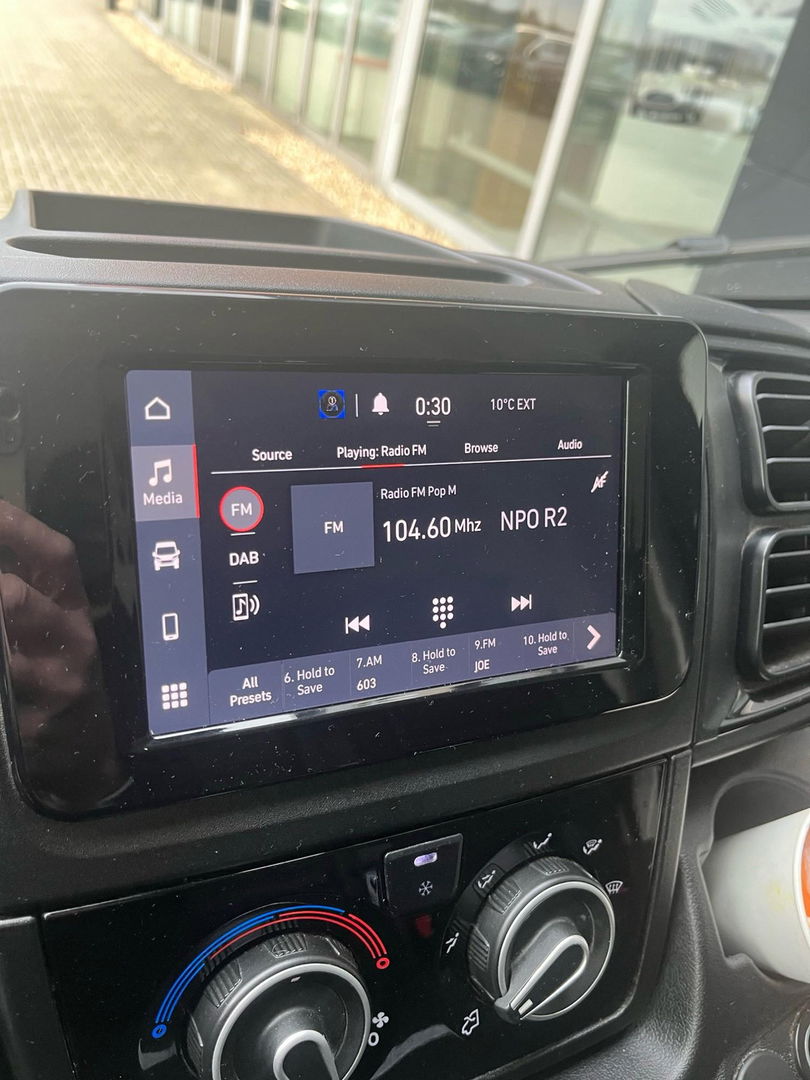 0:30
10°C EXT
Source
Playing: Radio FM
Browse
Audio
Media
FM
FM
Radio FM Pop M
AF
104.60 Mhz
NPO R2
DAB
All
Presets
6. Hold to
Save
7.AM
603
8. Hold to
Save
9.FM
JOE
10. Hold to
Save
0